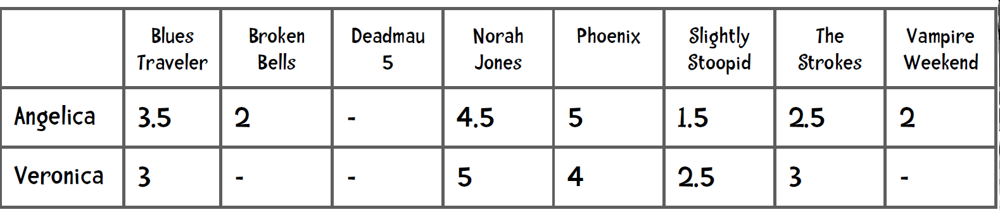 Blues Traveler
Broken Bells
Deadmau 5
Norah Jones
Phoenix
Slightly Stoopid
The Strokes
Vampire Weekend
Angelica 3.5 2 - 4.5 5 1.5 2.5 2
Veronica 3 - - 5 4 2.5 3 -